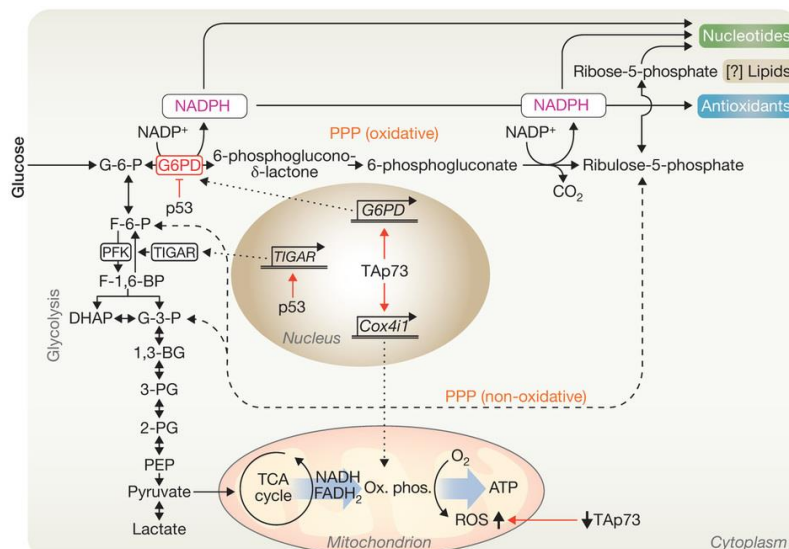 Nucleotides
Ribose-5-phosphate
[?] Lipids
NADPH
NADPH
Antioxidants
NADP+
PPP (oxidative)
NADP+
Glucose
G-6-P
G6PD
6-phosphoglucono-
δ-lactone
6-phosphogluconate
Ribulose-5-phosphate
CO2
p53
F-6-P
G6PD
PFK
TIGAR
TIGAR
TAp73
F-1,6-BP
p53
Glycolysis
DHAP
G-3-P
Cox4i1
Nucleus
1,3-BG
3-PG
PPP (non-oxidative)
2-PG
PEP
O2
TCA
cycle
NADH
FADH2
Ox. phos.
ATP
Pyruvate
ROS
TAp73
Lactate
Mitochondrion
Cytoplasm